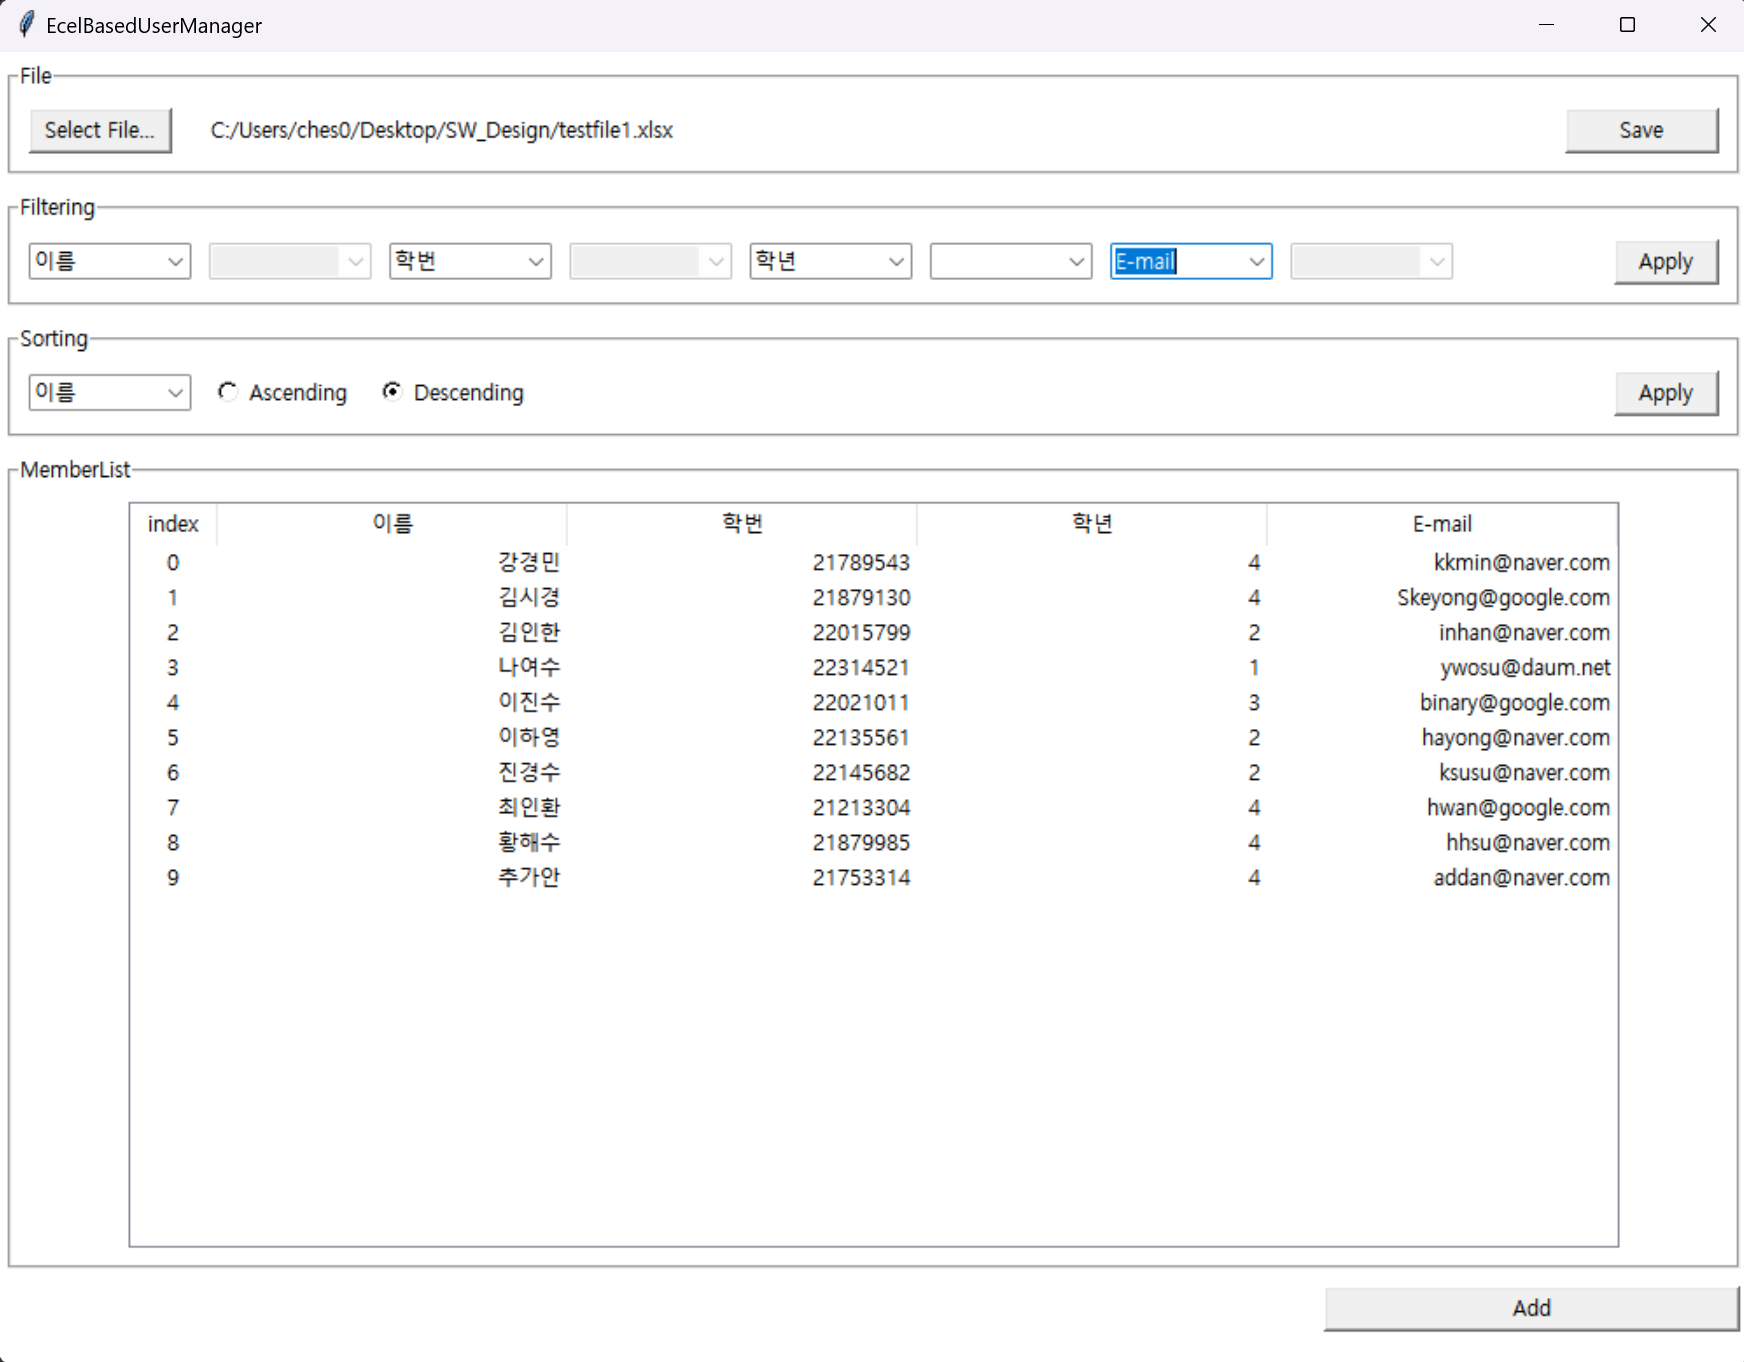 EcelBasedUserManager
File
Select File... C:/Users/ches0/Desktop/SW_Design/testfile1.xlsx Save
Filtering
이름 학번 학년 E-mail Apply
Sorting
이름 Ascending Descending Apply
MemberList
index 이름 학번 학년 E-mail
0 강경민 21789543 4 kkmin@naver.com
1 김시경 21879130 4 Skeyong@google.com
2 김인한 22015799 2 inhan@naver.com
3 나여수 22314521 1 ywosu@daum.net
4 이진수 22021011 3 binary@google.com
5 이하영 22135561 2 hayong@naver.com
6 진경수 22145682 2 ksusu@naver.com
7 최인환 21213304 4 hwan@google.com
8 황해수 21879985 4 hhsu@naver.com
9 추가안 21753314 4 addan@naver.com
Add